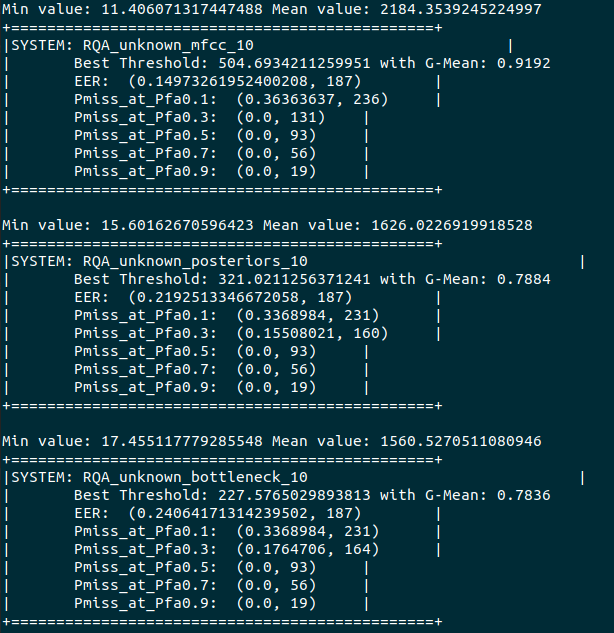 Min value: 11.406071317447488 Mean value: 2184.3539245224997
+===============================================+
|SYSTEM: RQA_unknown_mfcc_10                            |
|       Best Threshold: 504.6934211259951 with G-Mean: 0.9192
|       EER:  (0.14973261952400208, 187)        |
|       Pmiss_at_Pfa0.1:  (0.36363637, 236)     |
|       Pmiss_at_Pfa0.3:  (0.0, 131)    |
|       Pmiss_at_Pfa0.5:  (0.0, 93)     |
|       Pmiss_at_Pfa0.7:  (0.0, 56)     |
|       Pmiss_at_Pfa0.9:  (0.0, 19)     |
+===============================================+
Min value: 15.60162670596423 Mean value: 1626.0226919918528
+===============================================+
|SYSTEM: RQA_unknown_posteriors_10                              |
|       Best Threshold: 321.0211256371241 with G-Mean: 0.7884
|       EER:  (0.2192513346672058, 187)         |
|       Pmiss_at_Pfa0.1:  (0.3368984, 231)      |
|       Pmiss_at_Pfa0.3:  (0.15508021, 160)     |
|       Pmiss_at_Pfa0.5:  (0.0, 93)     |
|       Pmiss_at_Pfa0.7:  (0.0, 56)     |
|       Pmiss_at_Pfa0.9:  (0.0, 19)     |
+===============================================+
Min value: 17.455117779285548 Mean value: 1560.5270511080946
+===============================================+
|SYSTEM: RQA_unknown_bottleneck_10                              |
|       Best Threshold: 227.5765029893813 with G-Mean: 0.7836
|       EER:  (0.24064171314239502, 187)        |
|       Pmiss_at_Pfa0.1:  (0.3368984, 231)      |
|       Pmiss_at_Pfa0.3:  (0.1764706, 164)      |
|       Pmiss_at_Pfa0.5:  (0.0, 93)     |
|       Pmiss_at_Pfa0.7:  (0.0, 56)     |
|       Pmiss_at_Pfa0.9:  (0.0, 19)     |
+===============================================+